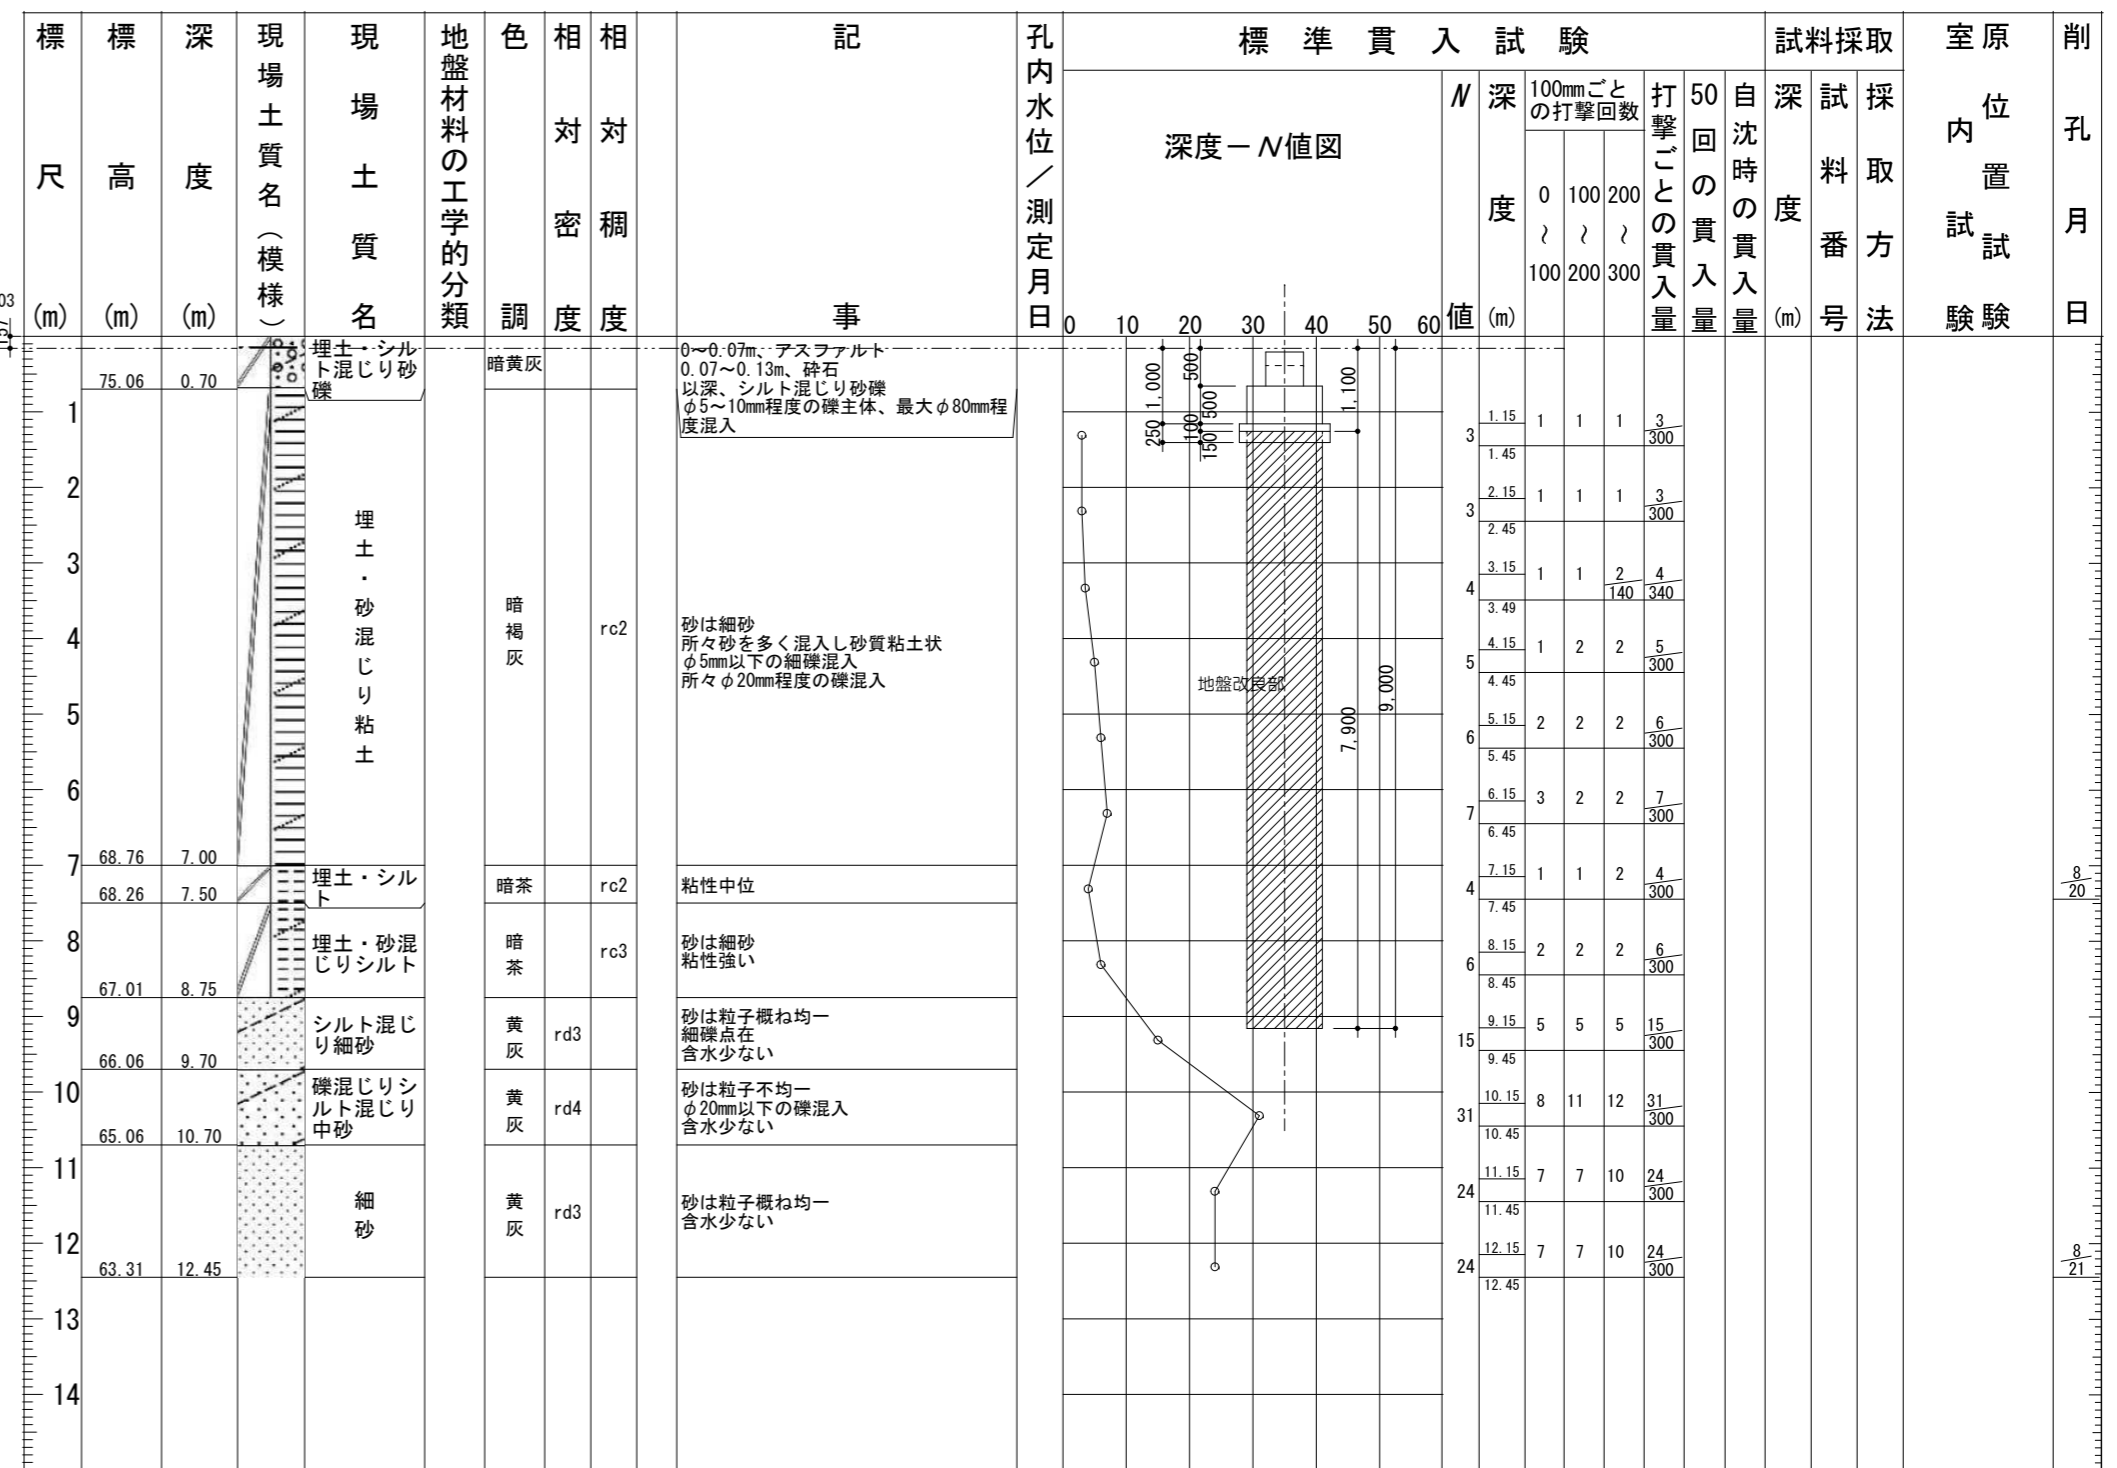 標尺(m)
標高(m)
深度(m)
現場土質名(模様)
現場土質名
地盤材料の工学的分類
色調
相対密度
相対稠度
記事
孔内水位/測定月日
標準貫入試験
深度-N値図
0 10 20 30 40 50 60
N値
深度(m)
100mmごと
の打撃回数
0~100
100~200
200~300
打撃ごとの貫入量
50回の貫入量
自沈時の貫入量
試料採取
深度(m)
試料番号
採取方法
室内試験
原位置試験
削孔月日
03
157
75.06 0.70
埋土・シル
ト混じり砂
礫
暗黄灰
0~0.07m、アスファルト
0.07~0.13m、砕石
以深、シルト混じり砂礫
φ5~10mm程度の礫主体、最大φ80mm程
度混入
1
2
3
4
5
6
7
8
9
10
11
12
13
14
68.76 7.00
埋土・砂混じり粘土
暗褐灰
rc2
砂は細砂
所々砂を多く混入し砂質粘土状
φ5mm以下の細礫混入
所々φ20mm程度の礫混入
68.26 7.50
埋土・シル
ト
暗茶
rc2
粘性中位
67.01 8.75
埋土・砂混
じりシルト
暗茶
rc3
砂は細砂
粘性強い
66.06 9.70
シルト混じ
り細砂
黄灰
rd3
砂は粒子概ね均一
細礫点在
含水少ない
65.06 10.70
礫混じりシ
ルト混じり
中砂
黄灰
rd4
砂は粒子不均一
φ20mm以下の礫混入
含水少ない
63.31 12.45
細砂
黄灰
rd3
砂は粒子概ね均一
含水少ない
1,000
500
500
250
100
150
1,100
地盤改良部
7,900
9,000
3 1.15 1 1 1 3/300
1.45
3 2.15 1 1 1 3/300
2.45
4 3.15 1 1 2/140 4/340
3.49
5 4.15 1 2 2 5/300
4.45
6 5.15 2 2 2 6/300
5.45
7 6.15 3 2 2 7/300
6.45
4 7.15 1 1 2 4/300
7.45
6 8.15 2 2 2 6/300
8.45
15 9.15 5 5 5 15/300
9.45
31 10.15 8 11 12 31/300
10.45
24 11.15 7 7 10 24/300
11.45
24 12.15 7 7 10 24/300
12.45
8/20
8/21